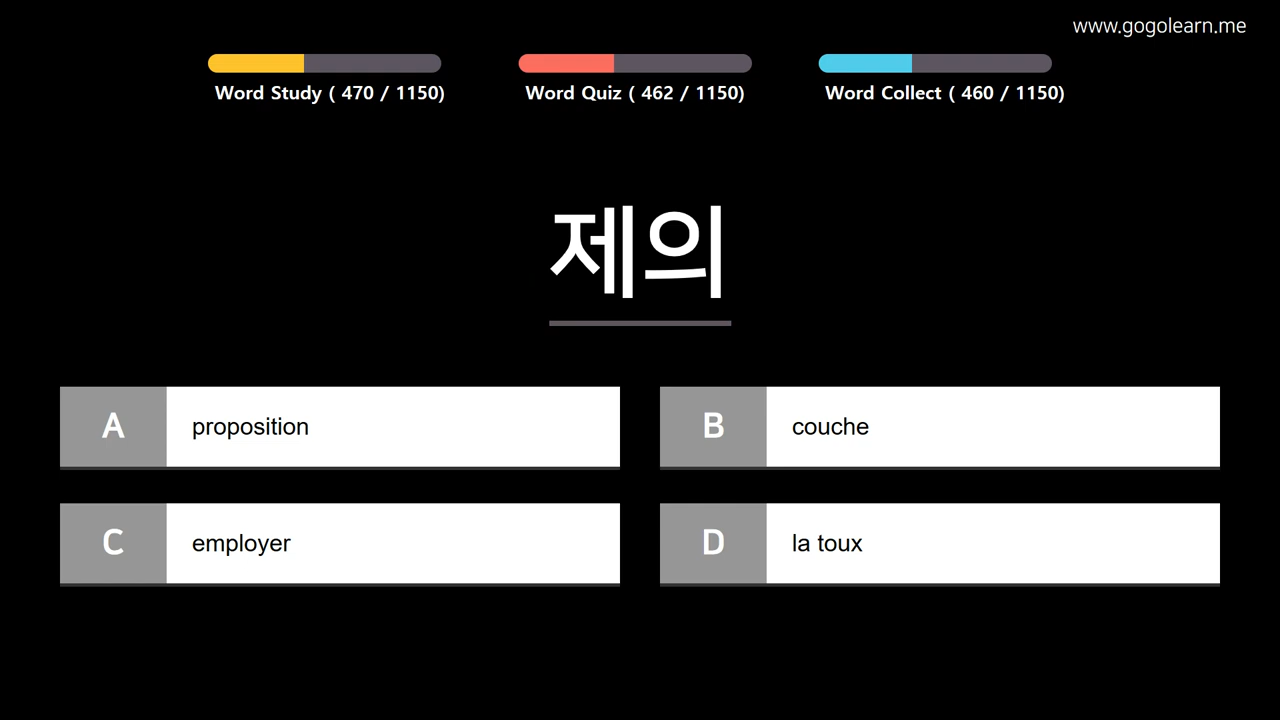 www.gogolearn.me
Word Study ( 470 / 1150)
Word Quiz ( 462 / 1150)
Word Collect ( 460 / 1150)
제의
A proposition
B couche
C employer
D la toux